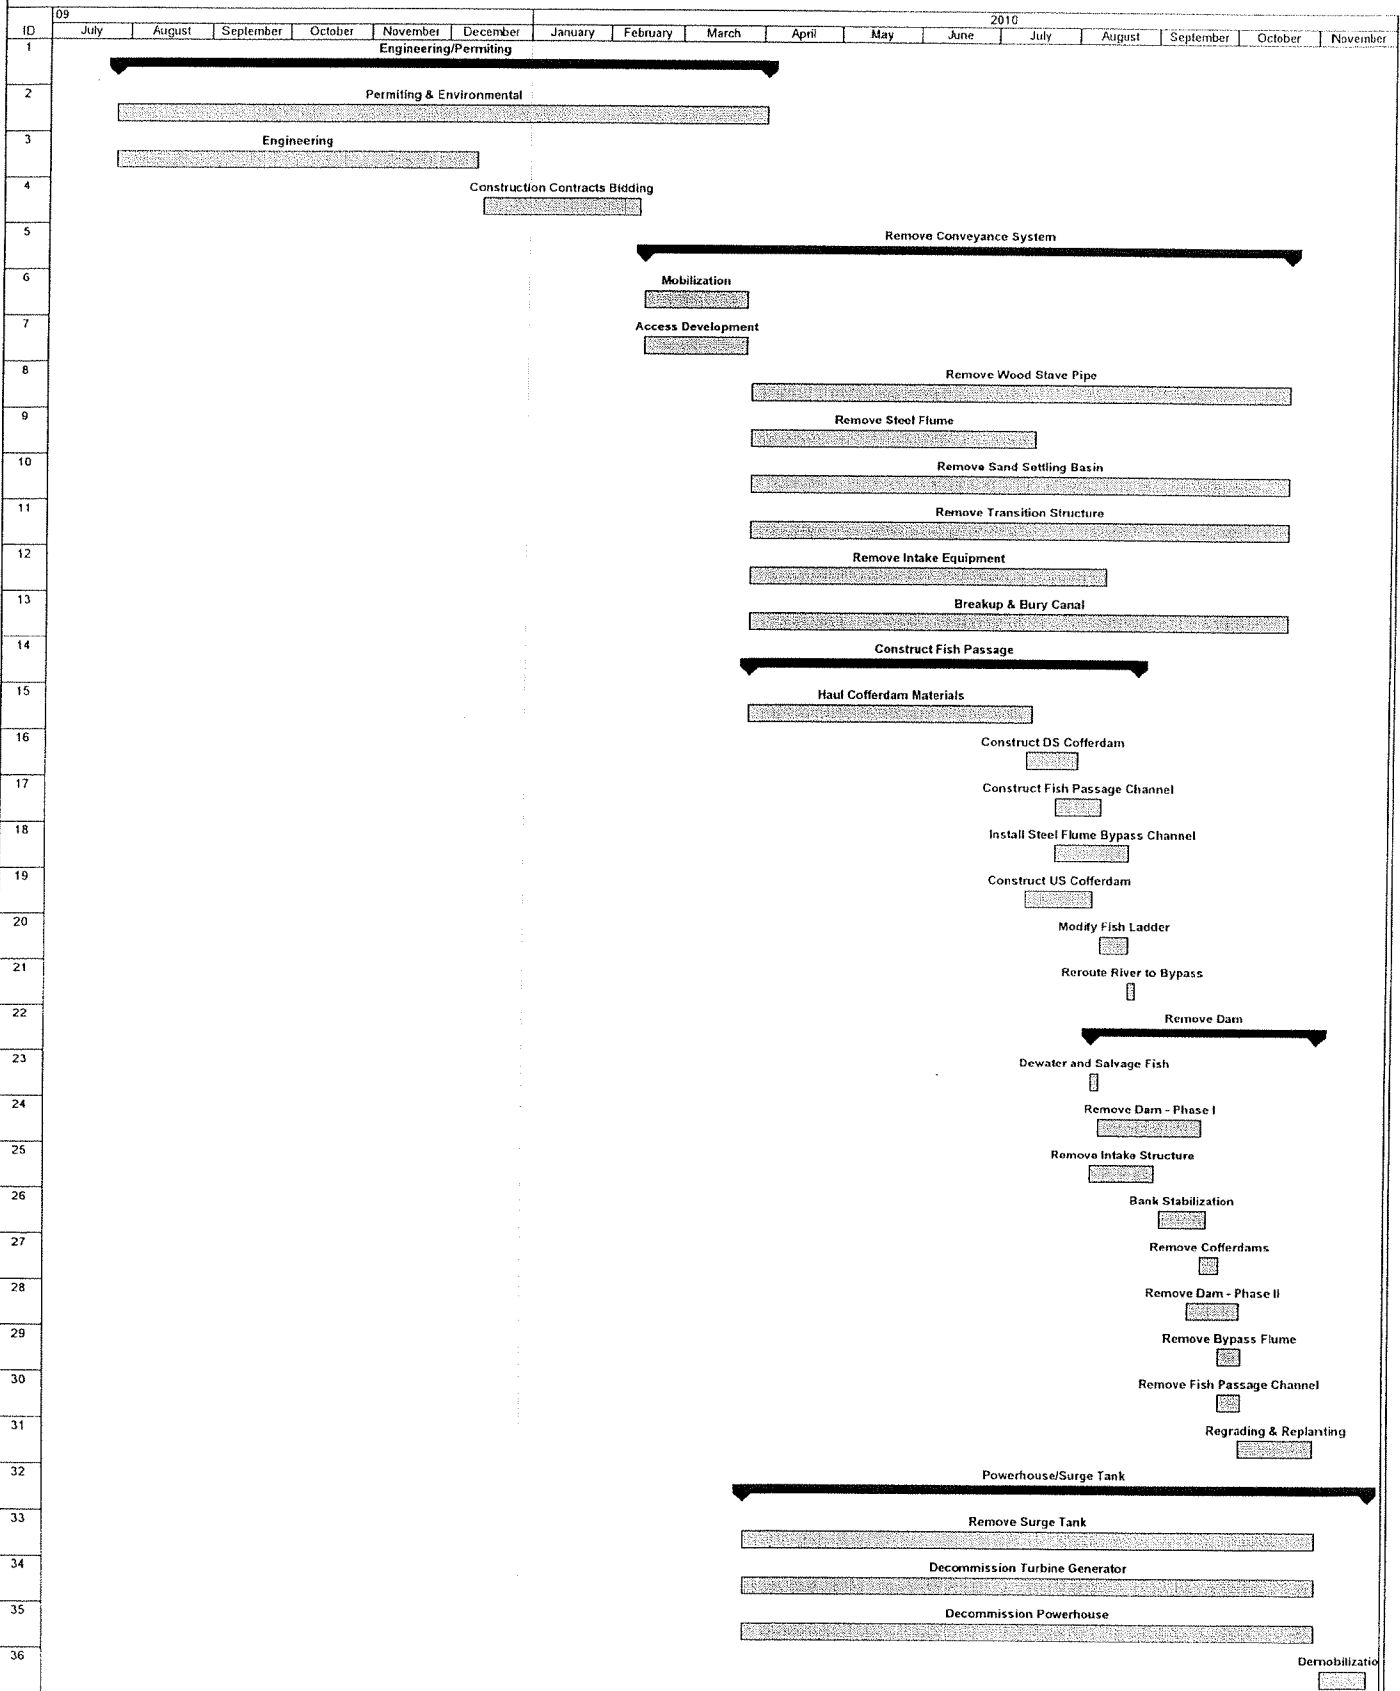 09 2010
ID July August September October November December January February March April May June July August September October November
1 Engineering/Permiting
2 Permiting & Environmental
3 Engineering
4 Construction Contracts Bidding
5 Remove Conveyance System
6 Mobilization
7 Access Development
8 Remove Wood Stave Pipe
9 Remove Steel Flume
10 Remove Sand Settling Basin
11 Remove Transition Structure
12 Remove Intake Equipment
13 Breakup & Bury Canal
14 Construct Fish Passage
15 Haul Cofferdam Materials
16 Construct DS Cofferdam
17 Construct Fish Passage Channel
18 Install Steel Flume Bypass Channel
19 Construct US Cofferdam
20 Modify Fish Ladder
21 Reroute River to Bypass
22 Remove Dam
23 Dewater and Salvage Fish
24 Remove Dam - Phase I
25 Remove Intake Structure
26 Bank Stabilization
27 Remove Cofferdams
28 Remove Dam - Phase II
29 Remove Bypass Flume
30 Remove Fish Passage Channel
31 Regrading & Replanting
32 Powerhouse/Surge Tank
33 Remove Surge Tank
34 Decommission Turbine Generator
35 Decommission Powerhouse
36 Demobilizatio